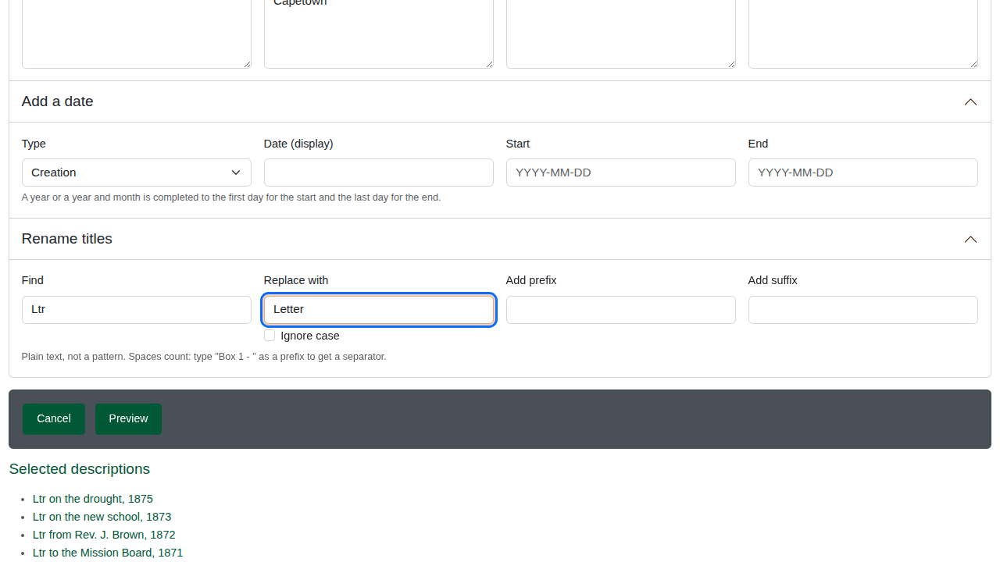 Capetown
Add a date
Type
Date (display)
Start
End
Creation
YYYY-MM-DD
YYYY-MM-DD
A year or a year and month is completed to the first day for the start and the last day for the end.
Rename titles
Find
Replace with
Add prefix
Add suffix
Ltr
Letter
Ignore case
Plain text, not a pattern. Spaces count: type "Box 1 - " as a prefix to get a separator.
Cancel
Preview
Selected descriptions
Ltr on the drought, 1875
Ltr on the new school, 1873
Ltr from Rev. J. Brown, 1872
Ltr to the Mission Board, 1871